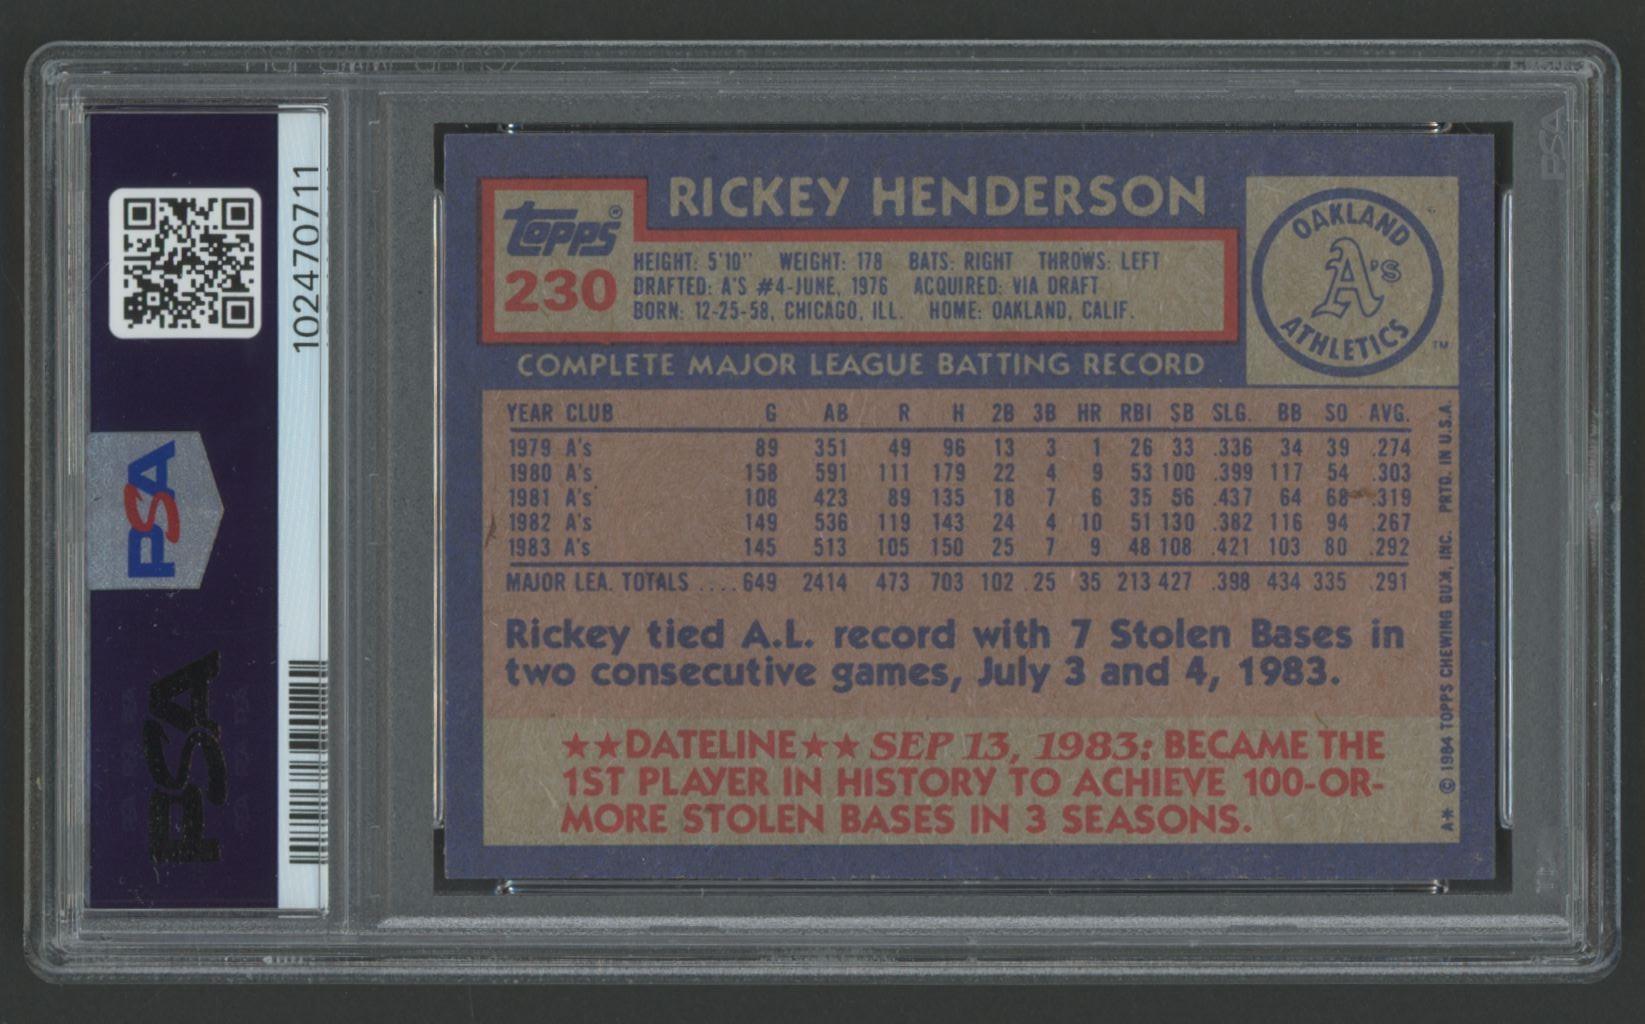 102470711
PSA
PSA
topps®
230
RICKEY HENDERSON
HEIGHT: 5'10" WEIGHT: 178 BATS: RIGHT THROWS: LEFT
DRAFTED: A'S #4-JUNE, 1976 ACQUIRED: VIA DRAFT
BORN: 12-25-58, CHICAGO, ILL. HOME: OAKLAND, CALIF.
OAKLAND
A's
ATHLETICS
TM
COMPLETE MAJOR LEAGUE BATTING RECORD
YEAR CLUB G AB R H 2B 3B HR RBI SB SLG. BB SO AVG.
1979 A's 89 351 49 96 13 3 1 26 33 .336 34 39 .274
1980 A's 158 591 111 179 22 4 9 53 100 .399 117 54 .303
1981 A's 108 423 89 135 18 7 6 35 56 .437 64 68 .319
1982 A's 149 536 119 143 24 4 10 51 130 .382 116 94 .267
1983 A's 145 513 105 150 25 7 9 48 108 .421 103 80 .292
MAJOR LEA. TOTALS ....649 2414 473 703 102 25 35 213 427 .398 434 335 .291
Rickey tied A.L. record with 7 Stolen Bases in
two consecutive games, July 3 and 4, 1983.
★★DATELINE★★ SEP 13, 1983: BECAME THE
1ST PLAYER IN HISTORY TO ACHIEVE 100-OR-
MORE STOLEN BASES IN 3 SEASONS.
A* © 1984 TOPPS CHEWING GUM, INC. PRTD. IN U.S.A.
PSA